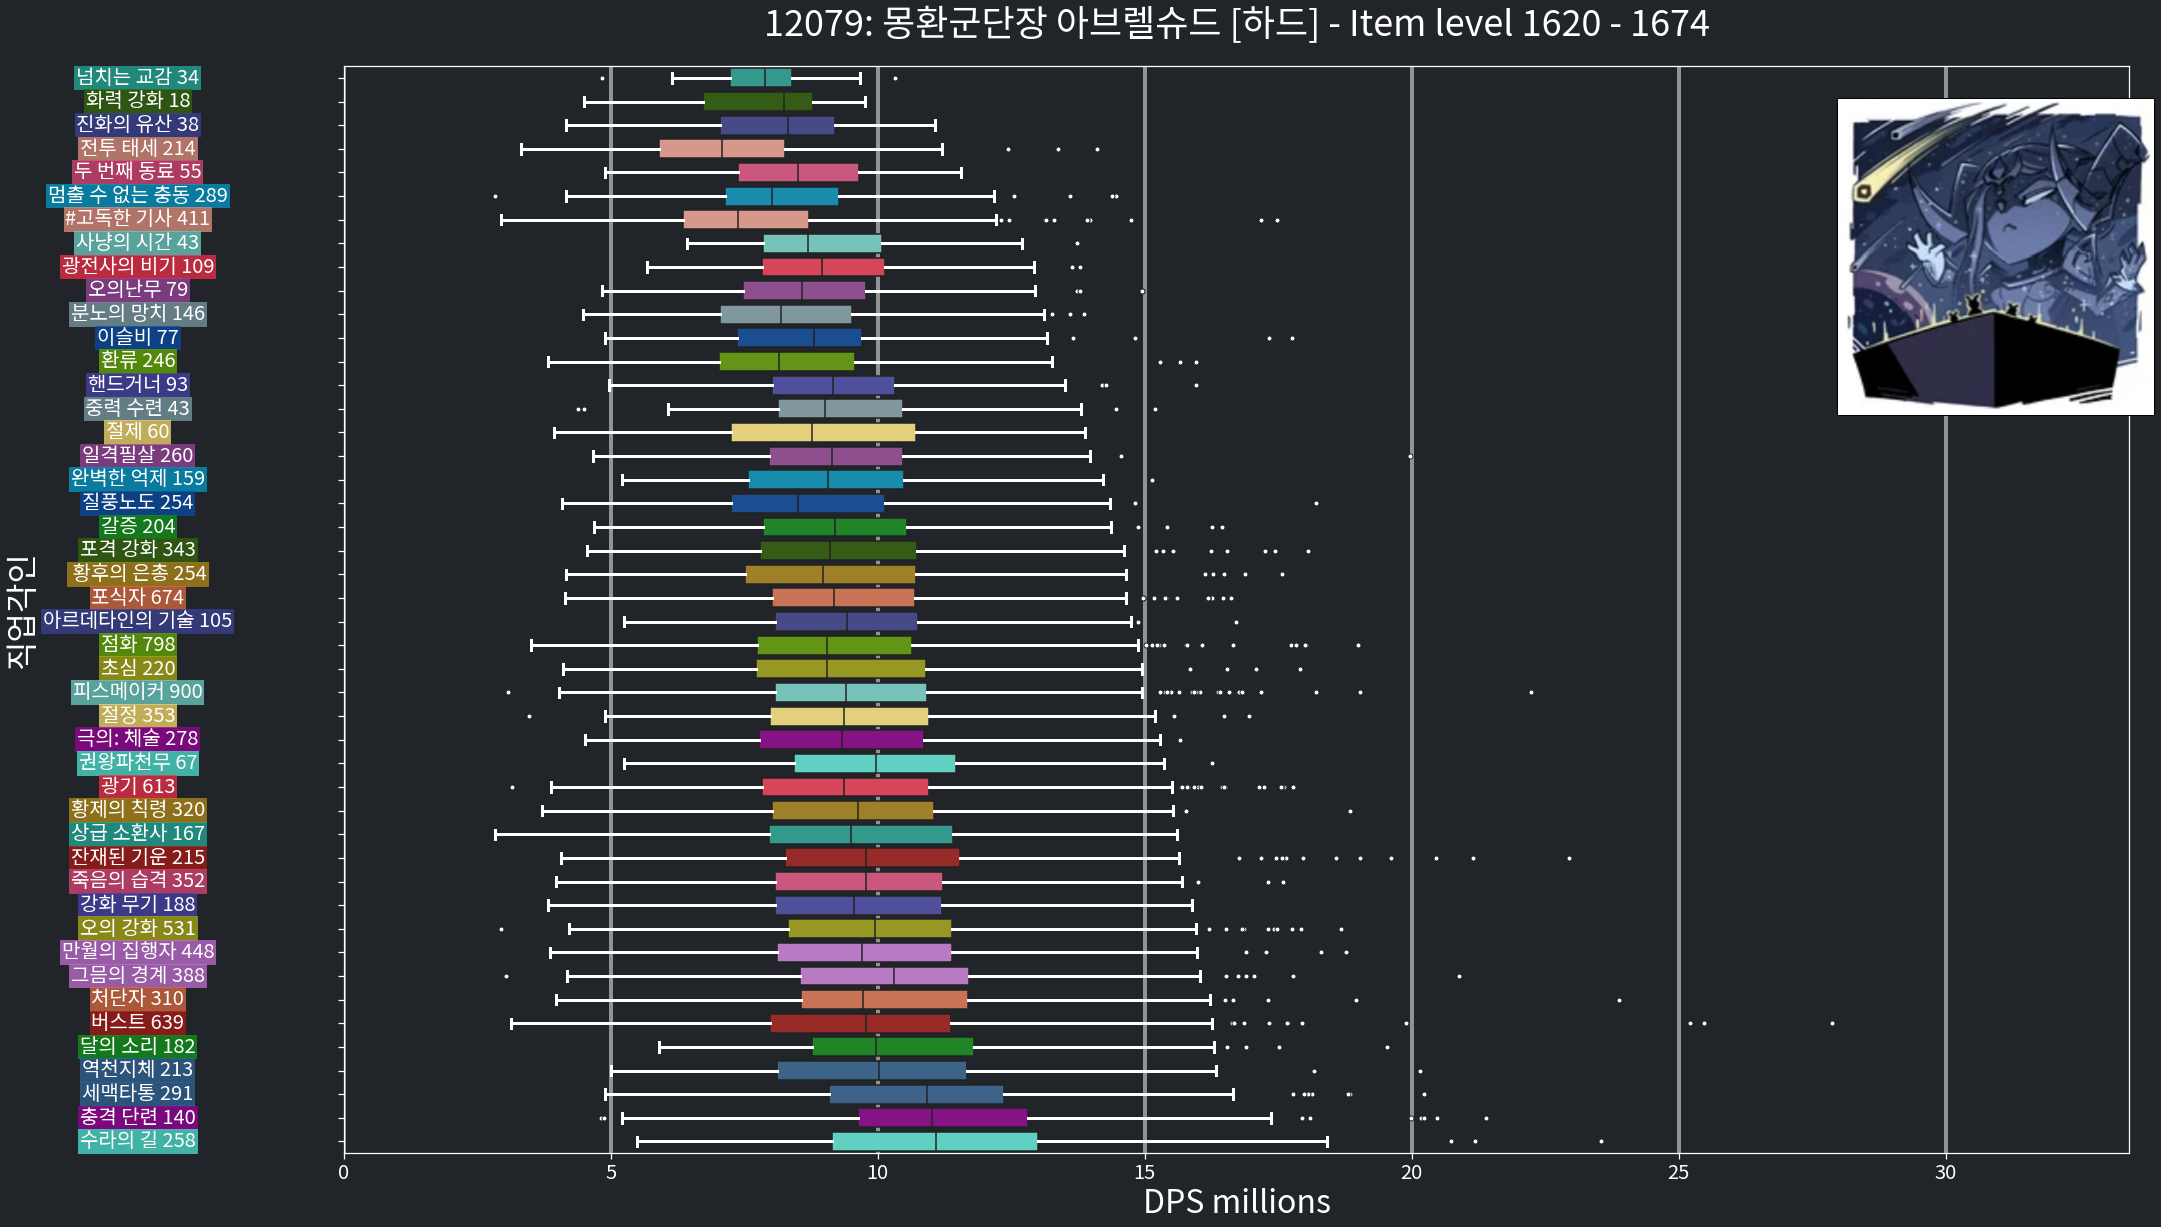 12079: 몽환군단장 아브렐슈드 [하드] - Item level 1620 - 1674
넘치는 교감 34
화력 강화 18
진화의 유산 38
전투 태세 214
두 번째 동료 55
멈출 수 없는 충동 289
#고독한 기사 411
사냥의 시간 43
광전사의 비기 109
오의난무 79
분노의 망치 146
이슬비 77
환류 246
핸드거너 93
중력 수련 43
절제 60
일격필살 260
완벽한 억제 159
질풍노도 254
갈증 204
포격 강화 343
황후의 은총 254
포식자 674
아르데타인의 기술 105
점화 798
초심 220
피스메이커 900
절정 353
극의: 체술 278
권왕파천무 67
광기 613
황제의 칙령 320
상급 소환사 167
잔재된 기운 215
죽음의 습격 352
강화 무기 188
오의 강화 531
만월의 집행자 448
그믐의 경계 388
처단자 310
버스트 639
달의 소리 182
역천지체 213
세맥타통 291
충격 단련 140
수라의 길 258
직업각인
0 5 10 15 20 25 30
DPS millions